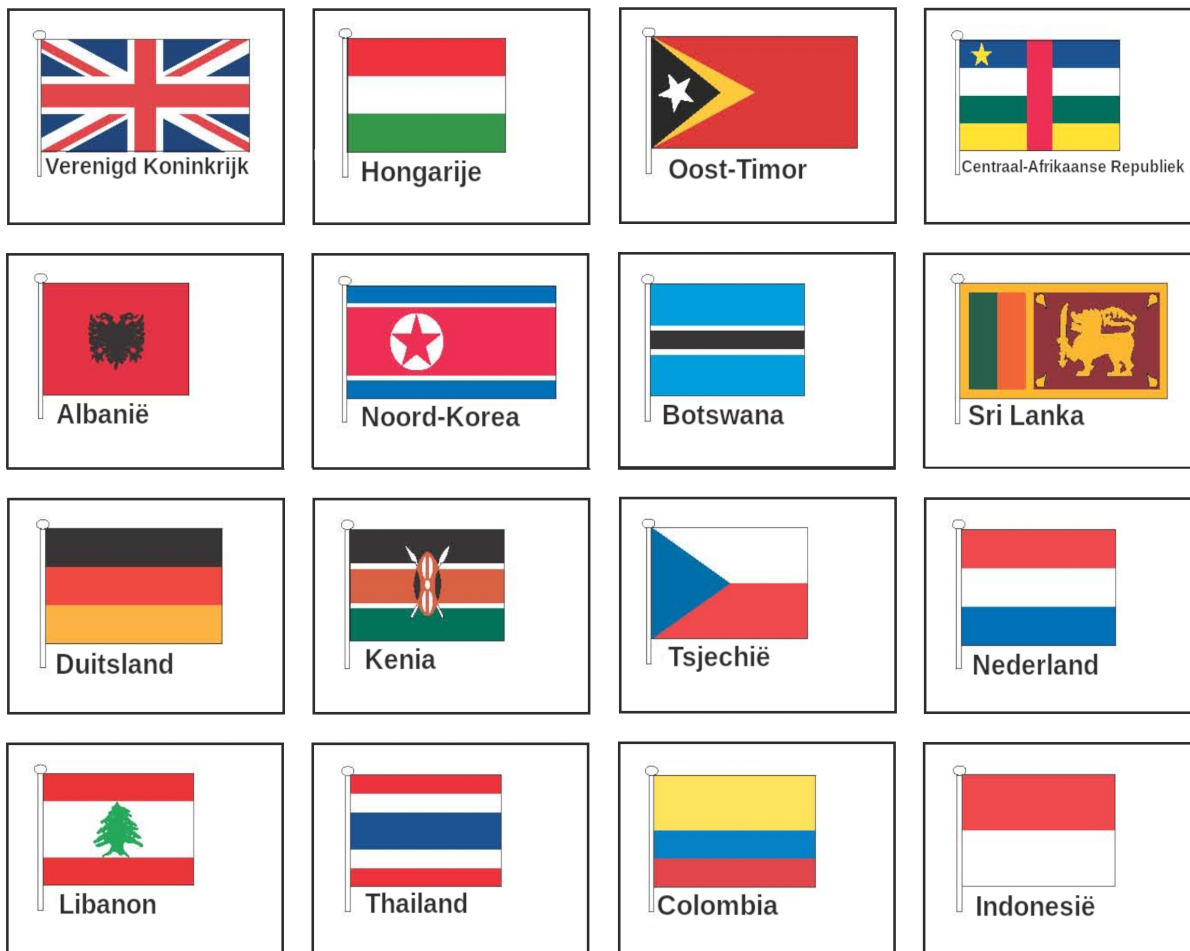 Verenigd Koninkrijk
Hongarije
Oost-Timor
Centraal-Afrikaanse Republiek
Albanië
Noord-Korea
Botswana
Sri Lanka
Duitsland
Kenia
Tsjechië
Nederland
Libanon
Thailand
Colombia
Indonesië